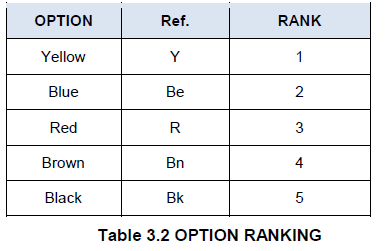 OPTION Ref. RANK
Yellow Y 1
Blue Be 2
Red R 3
Brown Bn 4
Black Bk 5
Table 3.2 OPTION RANKING